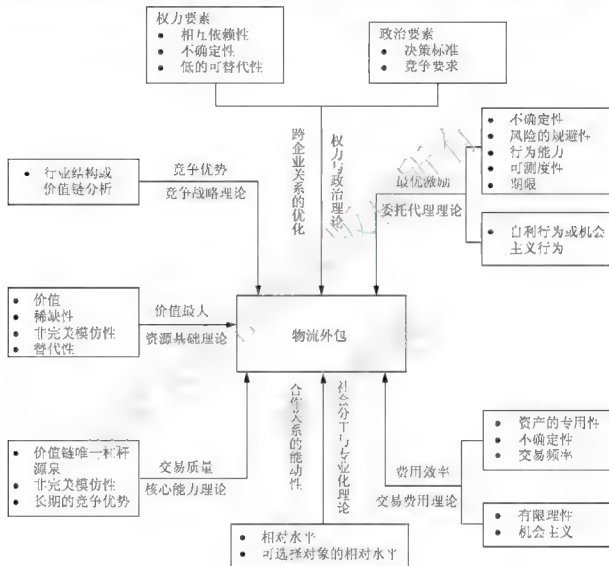 权力要素
相互依赖性
不确定性
低的可替代性
政治要素
决策标准
竞争要求
跨企业关系的优化
权力与政治理论
行业结构或
价值链分析
竞争优势
竞争战略理论
不确定性
风险的规避性
行为能力
可测度性
期限
最优激励
委托代理理论
自利行为或机会
主义行为
价值
稀缺性
非完美模仿性
替代性
价值最人
资源基础理论
物流外包
价值链唯一杠杆
源泉
非完美模仿性
长期的竞争优势
交易质量
核心能力理论
合作关系的能动性
社会分工与专业化理论
相对水平
可选择对象的相对水平
费用效率
交易费用理论
资产的专用性
不确定性
交易频率
有限理性
机会主义